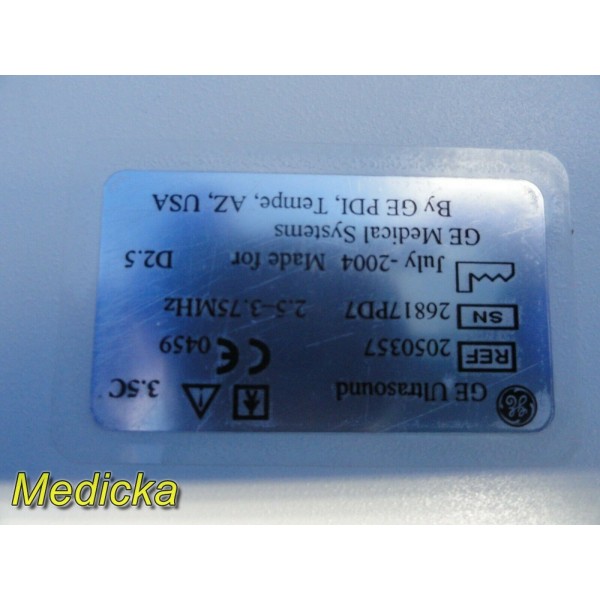 GE Ultrasound 3.5C
REF 2050357 CE 0459
SN 26817PD7 2.5-3.75MHz
July -2004 Made for D2.5
GE Medical Systems
By GE PDI, Tempe, AZ, USA
Medicka